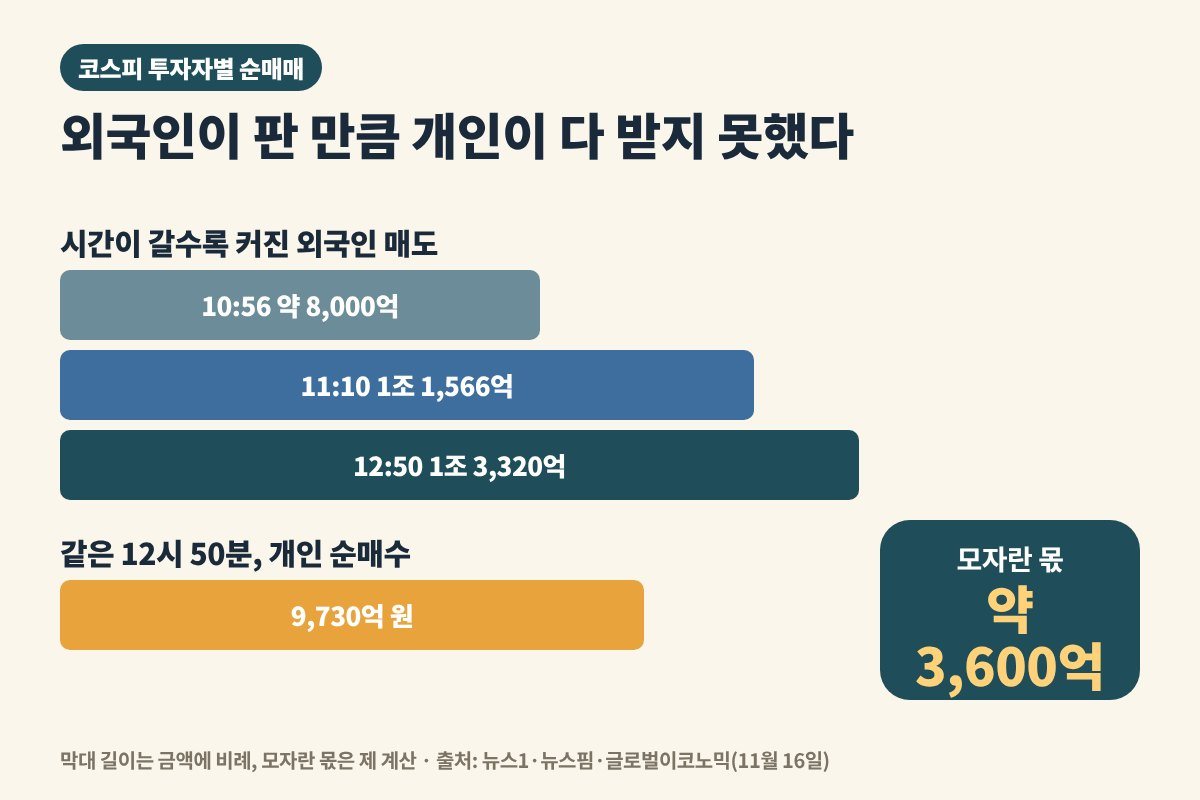 코스피 투자자별 순매매
외국인이 판 만큼 개인이 다 받지 못했다
시간이 갈수록 커진 외국인 매도
10:56 약 8,000억
11:10 1조 1,566억
12:50 1조 3,320억
같은 12시 50분, 개인 순매수
9,730억 원
모자란 몫
약
3,600억
막대 길이는 금액에 비례, 모자란 몫은 제 계산 · 출처: 뉴스1·뉴스핌·글로벌이코노믹(11월 16일)